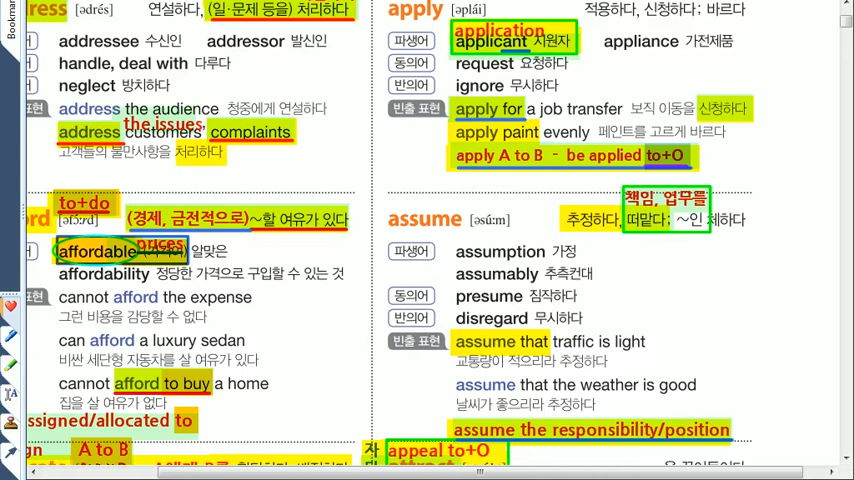 Bookmar
ress [ədrés] 연설하다, (일·문제 등을) 처리하다
addressee 수신인 addressor 발신인
handle, deal with 다루다
neglect 방치하다
표현 address the audience 청중에게 연설하다
the issues,
address customers' complaints
고객들의 불만사항을 처리하다
to+do
ord [əfɔ́ːrd] (경제, 금전적으로)~할 여유가 있다
prices
affordable 알맞은
affordability 정당한 가격으로 구입할 수 있는 것
표현 cannot afford the expense
그런 비용을 감당할 수 없다
can afford a luxury sedan
비싼 세단형 자동차를 살 여유가 있다
cannot afford to buy a home
집을 살 여유가 없다
ssigned/allocated to
gn A to B
apply [əplái] 적용하다, 신청하다; 바르다
application
파생어 applicant 지원자 appliance 가전제품
동의어 request 요청하다
반의어 ignore 무시하다
빈출 표현 apply for a job transfer 보직 이동을 신청하다
apply paint evenly 페인트를 고르게 바르다
apply A to B - be applied to+O
책임, 업무를
assume [əsúːm] 추정하다, 떠맡다; ~인 체하다
파생어 assumption 가정
assumably 추측컨대
동의어 presume 짐작하다
반의어 disregard 무시하다
빈출 표현 assume that traffic is light
교통량이 적으리라 추정하다
assume that the weather is good
날씨가 좋으리라 추정하다
assume the responsibility/position
자 appeal to+O